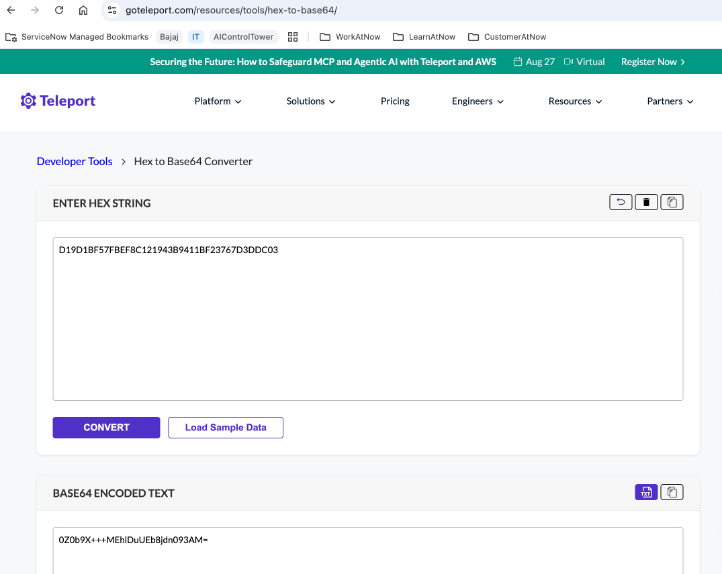 goteleport.com/resources/tools/hex-to-base64/
ServiceNow Managed Bookmarks Bajaj IT AIControlTower WorkAtNow LearnAtNow CustomerAtNow
Securing the Future: How to Safeguard MCP and Agentic AI with Teleport and AWS Aug 27 Virtual Register Now
Teleport Platform Solutions Pricing Engineers Resources Partners
Developer Tools > Hex to Base64 Converter
ENTER HEX STRING
D19D1BF57FBEF8C121943B9411BF23767D3DDC03
CONVERT Load Sample Data
BASE64 ENCODED TEXT
TXT
0Z0b9X+++MEhlDuUEb8jdn093AM=